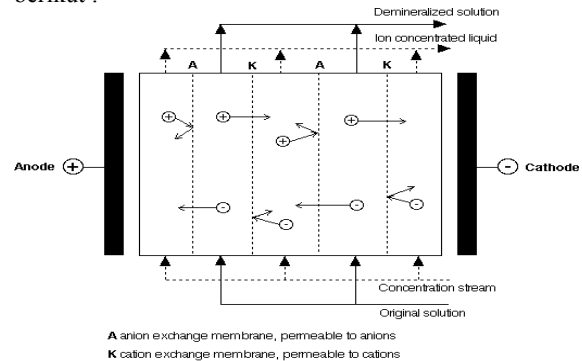 berikut :
Demineralized solution
Ion concentrated liquid
A K A K
+ + + +
Anode + - Cathode
- - - -
Concentration stream
Original solution
A anion exchange membrane, permeable to anions
K cation exchange membrane, permeable to cations